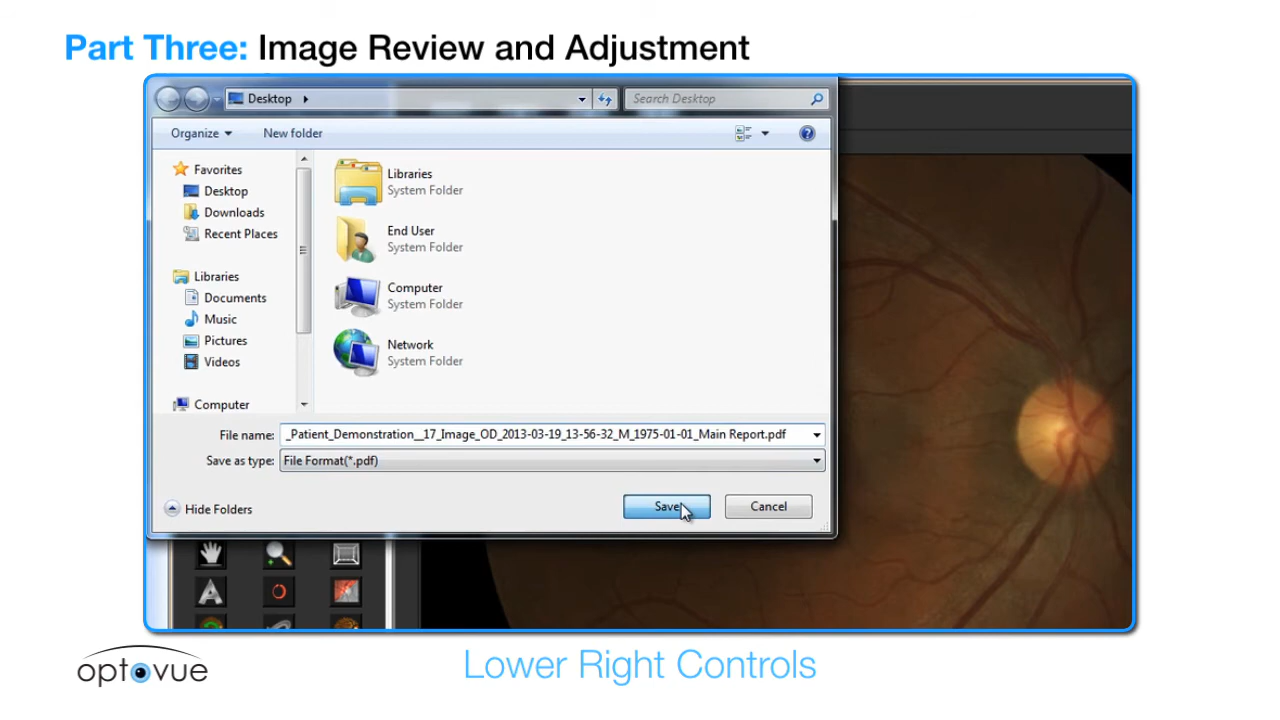 Part Three: Image Review and Adjustment
Desktop
Search Desktop
Organize
New folder
Favorites
Desktop
Downloads
Recent Places
Libraries
Documents
Music
Pictures
Videos
Computer
Libraries
System Folder
End User
System Folder
Computer
System Folder
Network
System Folder
File name: _Patient_Demonstration__17_Image_OD_2013-03-19_13-56-32_M_1975-01-01_Main Report.pdf
Save as type: File Format(*.pdf)
Hide Folders
Save
Cancel
A
optovue
Lower Right Controls